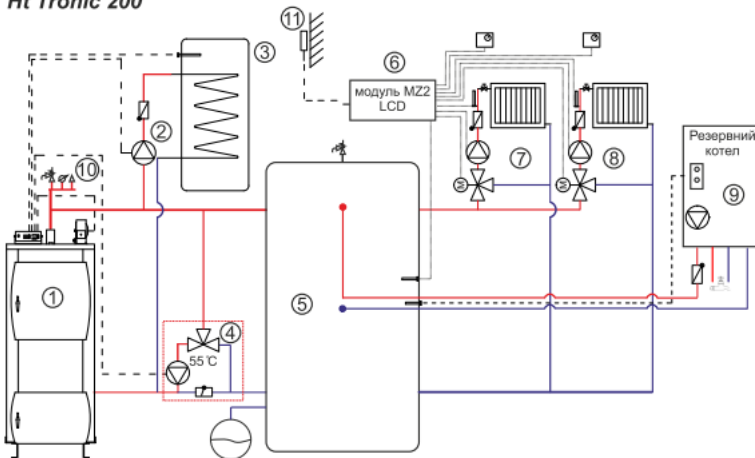 Ht Tronic 200
11
3
6
модуль MZ2
LCD
2
10
7
8
Резервний
котел
9
M
M
1
5
4
55 °C